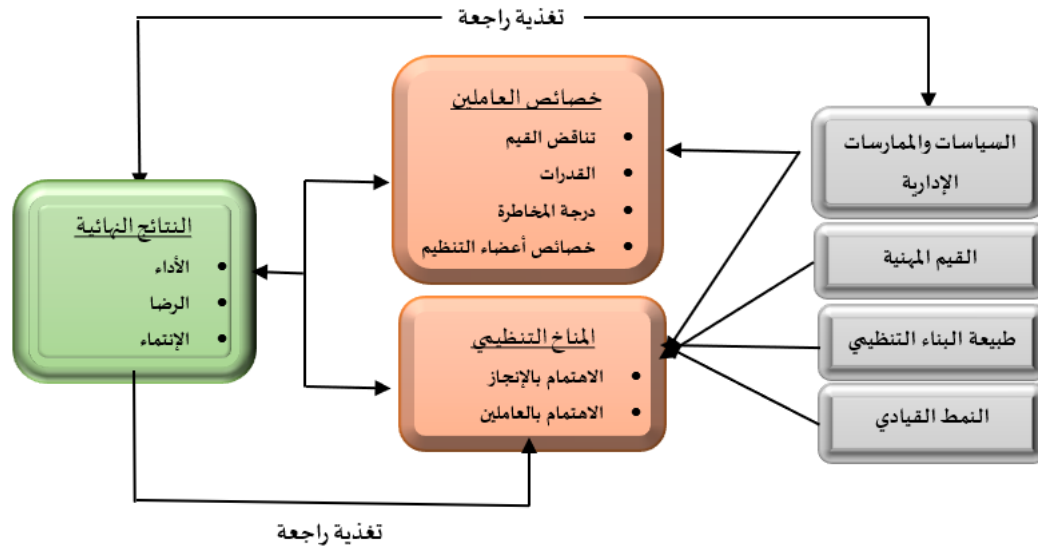 تغذية راجعة
السياسات والممارسات
الإدارية
القيم المهنية
طبيعة البناء التنظيمي
النمط القيادي
خصائص العاملين
• تناقض القيم
• القدرات
• درجة المخاطرة
• خصائص أعضاء التنظيم
المناخ التنظيمي
• الاهتمام بالإنجاز
• الاهتمام بالعاملين
النتائج النهائية
• الأداء
• الرضا
• الإنتماء
تغذية راجعة